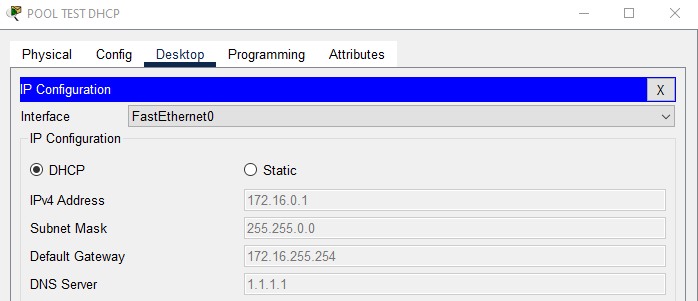 POOL TEST DHCP
Physical Config Desktop Programming Attributes
IP Configuration X
Interface FastEthernet0
IP Configuration
DHCP Static
IPv4 Address 172.16.0.1
Subnet Mask 255.255.0.0
Default Gateway 172.16.255.254
DNS Server 1.1.1.1